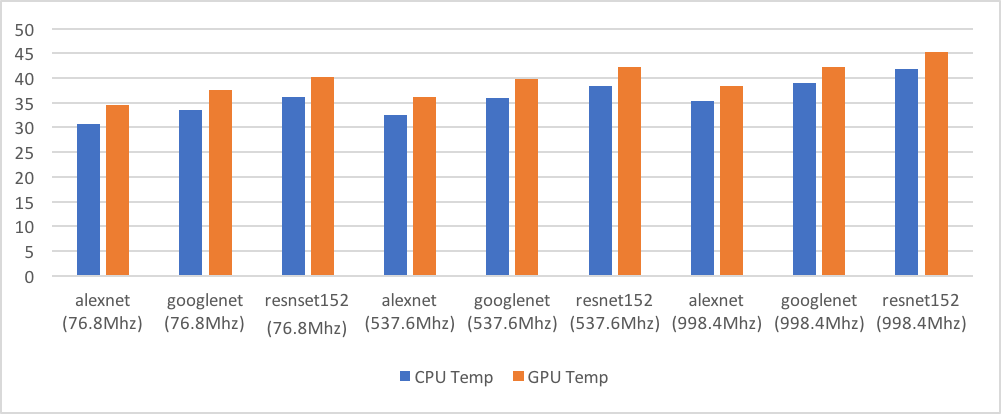 50
45
40
35
30
25
20
15
10
5
0
alexnet
(76.8Mhz)
googlenet
(76.8Mhz)
resnset152
(76.8Mhz)
alexnet
(537.6Mhz)
googlenet
(537.6Mhz)
resnet152
(537.6Mhz)
alexnet
(998.4Mhz)
googlenet
(998.4Mhz)
resnet152
(998.4Mhz)
CPU Temp
GPU Temp